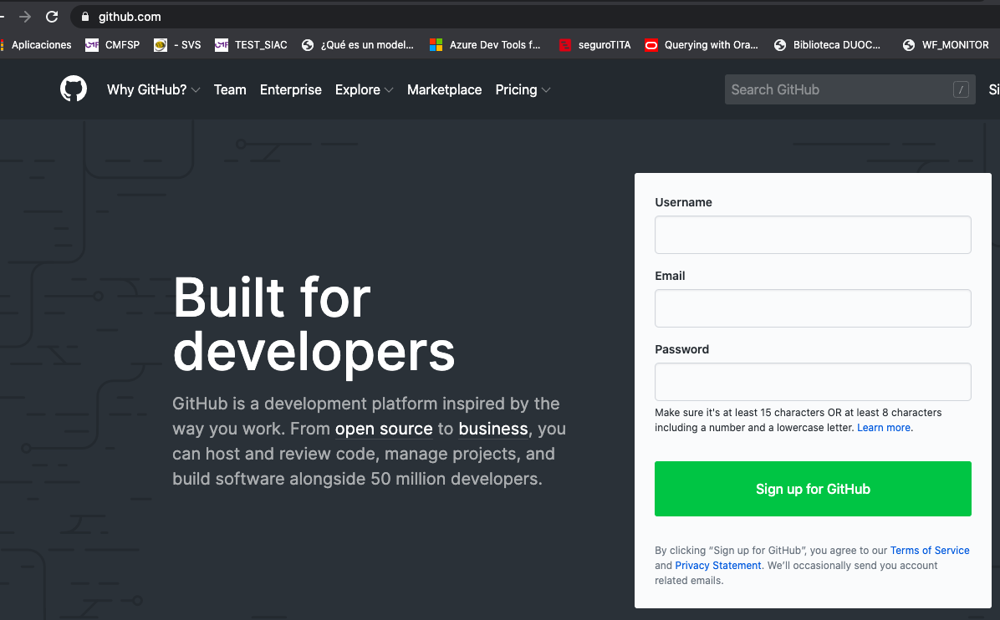 github.com
Aplicaciones CMFSP - SVS TEST_SIAC ¿Qué es un model... Azure Dev Tools f... seguroTITA Querying with Ora... Biblioteca DUOC... WF_MONITOR
Why GitHub? Team Enterprise Explore Marketplace Pricing Search GitHub /
Built for
developers
GitHub is a development platform inspired by the
way you work. From open source to business, you
can host and review code, manage projects, and
build software alongside 50 million developers.
Username
Email
Password
Make sure it's at least 15 characters OR at least 8 characters
including a number and a lowercase letter. Learn more.
Sign up for GitHub
By clicking “Sign up for GitHub”, you agree to our Terms of Service
and Privacy Statement. We’ll occasionally send you account
related emails.